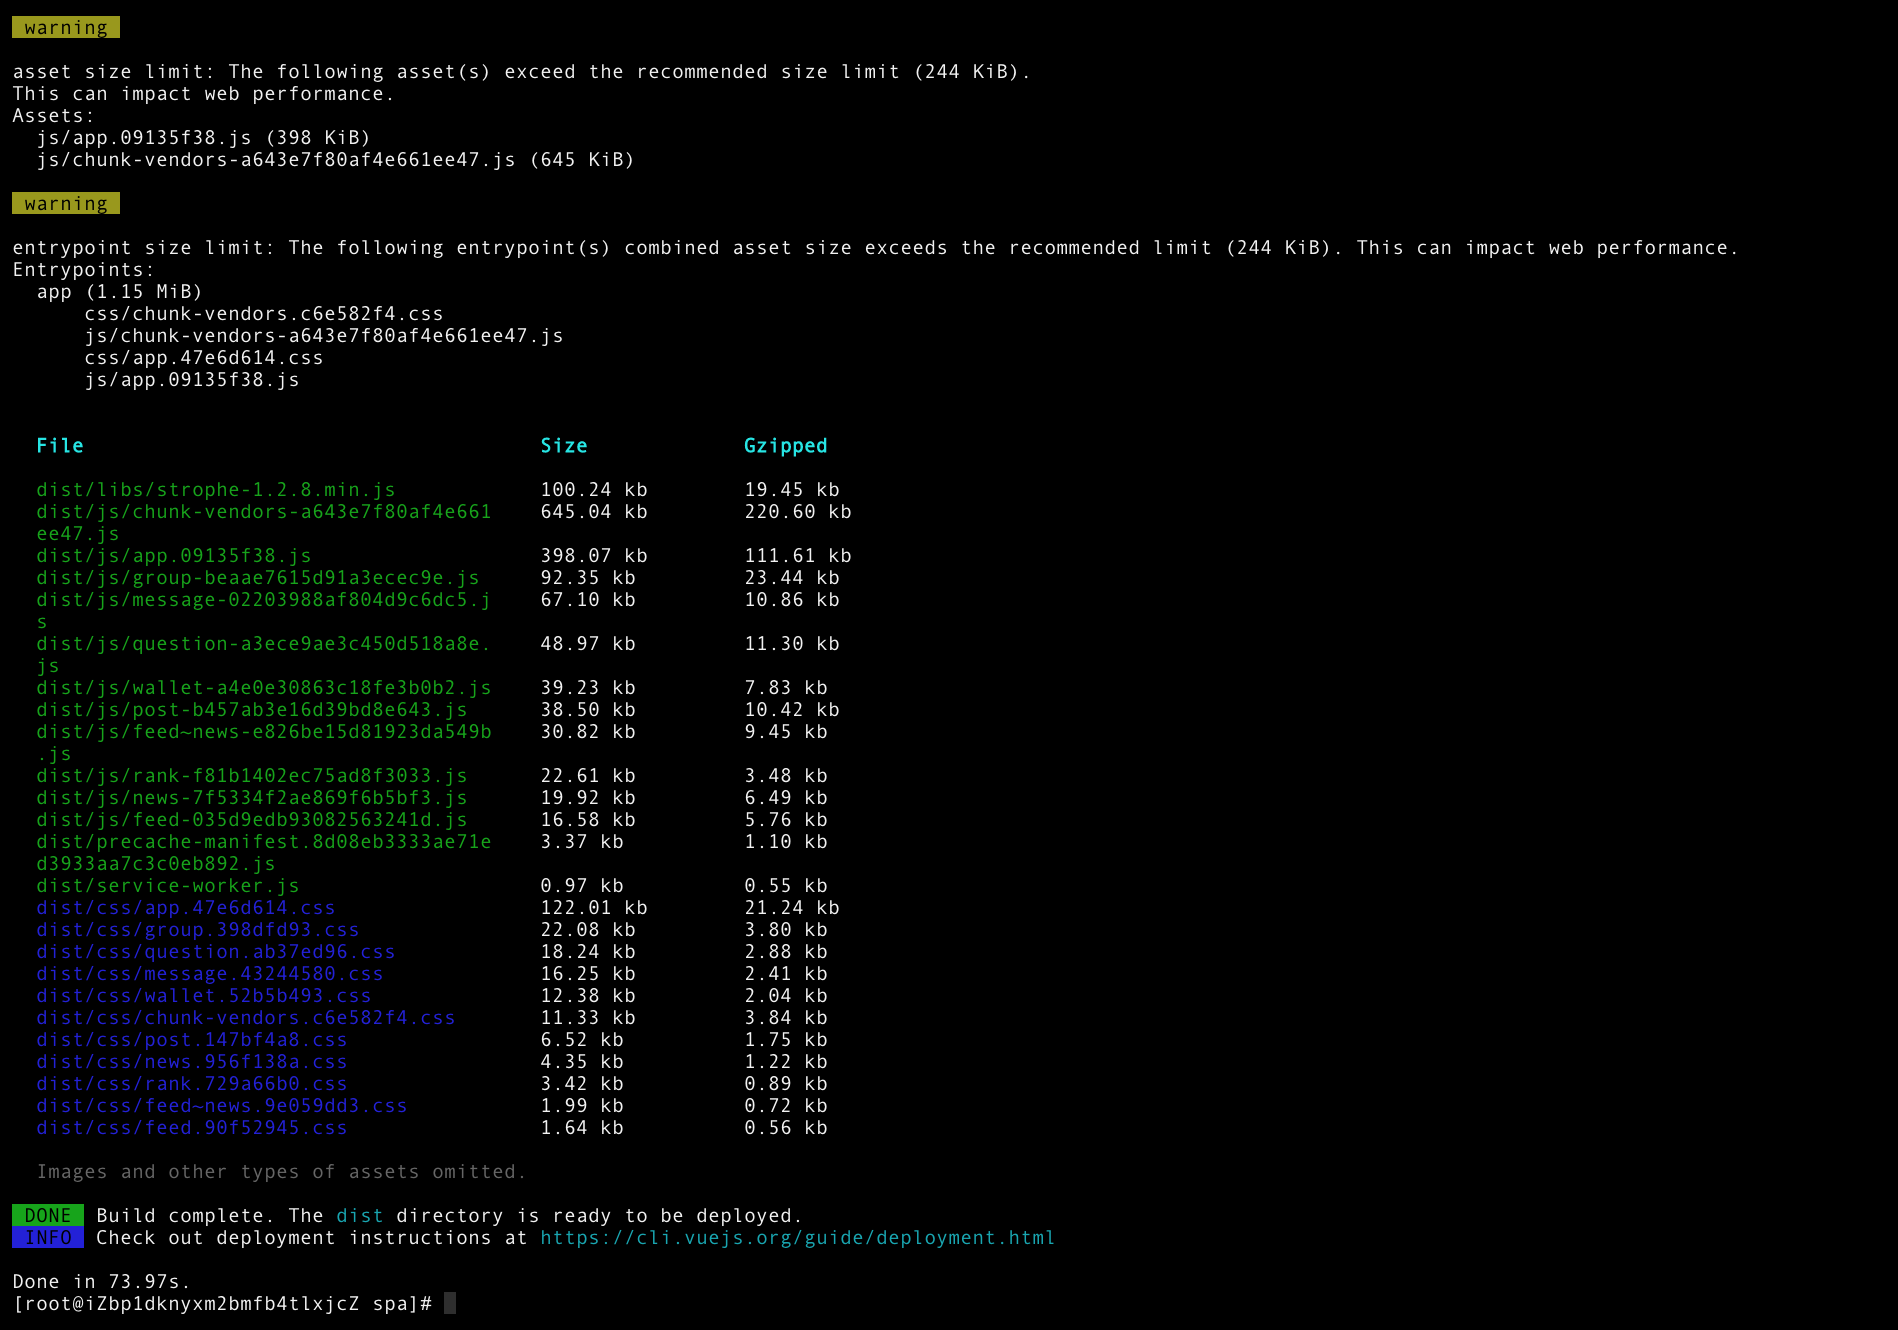 warning
asset size limit: The following asset(s) exceed the recommended size limit (244 KiB).
This can impact web performance.
Assets:
  js/app.09135f38.js (398 KiB)
  js/chunk-vendors-a643e7f80af4e661ee47.js (645 KiB)
warning
entrypoint size limit: The following entrypoint(s) combined asset size exceeds the recommended limit (244 KiB). This can impact web performance.
Entrypoints:
  app (1.15 MiB)
      css/chunk-vendors.c6e582f4.css
      js/chunk-vendors-a643e7f80af4e661ee47.js
      css/app.47e6d614.css
      js/app.09135f38.js
  File                                      Size             Gzipped
  dist/libs/strophe-1.2.8.min.js            100.24 kb        19.45 kb
  dist/js/chunk-vendors-a643e7f80af4e661    645.04 kb        220.60 kb
  ee47.js
  dist/js/app.09135f38.js                   398.07 kb        111.61 kb
  dist/js/group-beaae7615d91a3ecec9e.js     92.35 kb         23.44 kb
  dist/js/message-02203988af804d9c6dc5.j    67.10 kb         10.86 kb
  s
  dist/js/question-a3ece9ae3c450d518a8e.    48.97 kb         11.30 kb
  js
  dist/js/wallet-a4e0e30863c18fe3b0b2.js    39.23 kb         7.83 kb
  dist/js/post-b457ab3e16d39bd8e643.js      38.50 kb         10.42 kb
  dist/js/feed~news-e826be15d81923da549b    30.82 kb         9.45 kb
  .js
  dist/js/rank-f81b1402ec75ad8f3033.js      22.61 kb         3.48 kb
  dist/js/news-7f5334f2ae869f6b5bf3.js      19.92 kb         6.49 kb
  dist/js/feed-035d9edb93082563241d.js      16.58 kb         5.76 kb
  dist/precache-manifest.8d08eb3333ae71e    3.37 kb          1.10 kb
  d3933aa7c3c0eb892.js
  dist/service-worker.js                    0.97 kb          0.55 kb
  dist/css/app.47e6d614.css                 122.01 kb        21.24 kb
  dist/css/group.398dfd93.css               22.08 kb         3.80 kb
  dist/css/question.ab37ed96.css            18.24 kb         2.88 kb
  dist/css/message.43244580.css             16.25 kb         2.41 kb
  dist/css/wallet.52b5b493.css              12.38 kb         2.04 kb
  dist/css/chunk-vendors.c6e582f4.css       11.33 kb         3.84 kb
  dist/css/post.147bf4a8.css                6.52 kb          1.75 kb
  dist/css/news.956f138a.css                4.35 kb          1.22 kb
  dist/css/rank.729a66b0.css                3.42 kb          0.89 kb
  dist/css/feed~news.9e059dd3.css           1.99 kb          0.72 kb
  dist/css/feed.90f52945.css                1.64 kb          0.56 kb
  Images and other types of assets omitted.
DONE  Build complete. The dist directory is ready to be deployed.
INFO  Check out deployment instructions at https://cli.vuejs.org/guide/deployment.html
Done in 73.97s.
[root@iZbp1dknyxm2bmfb4tlxjcZ spa]#